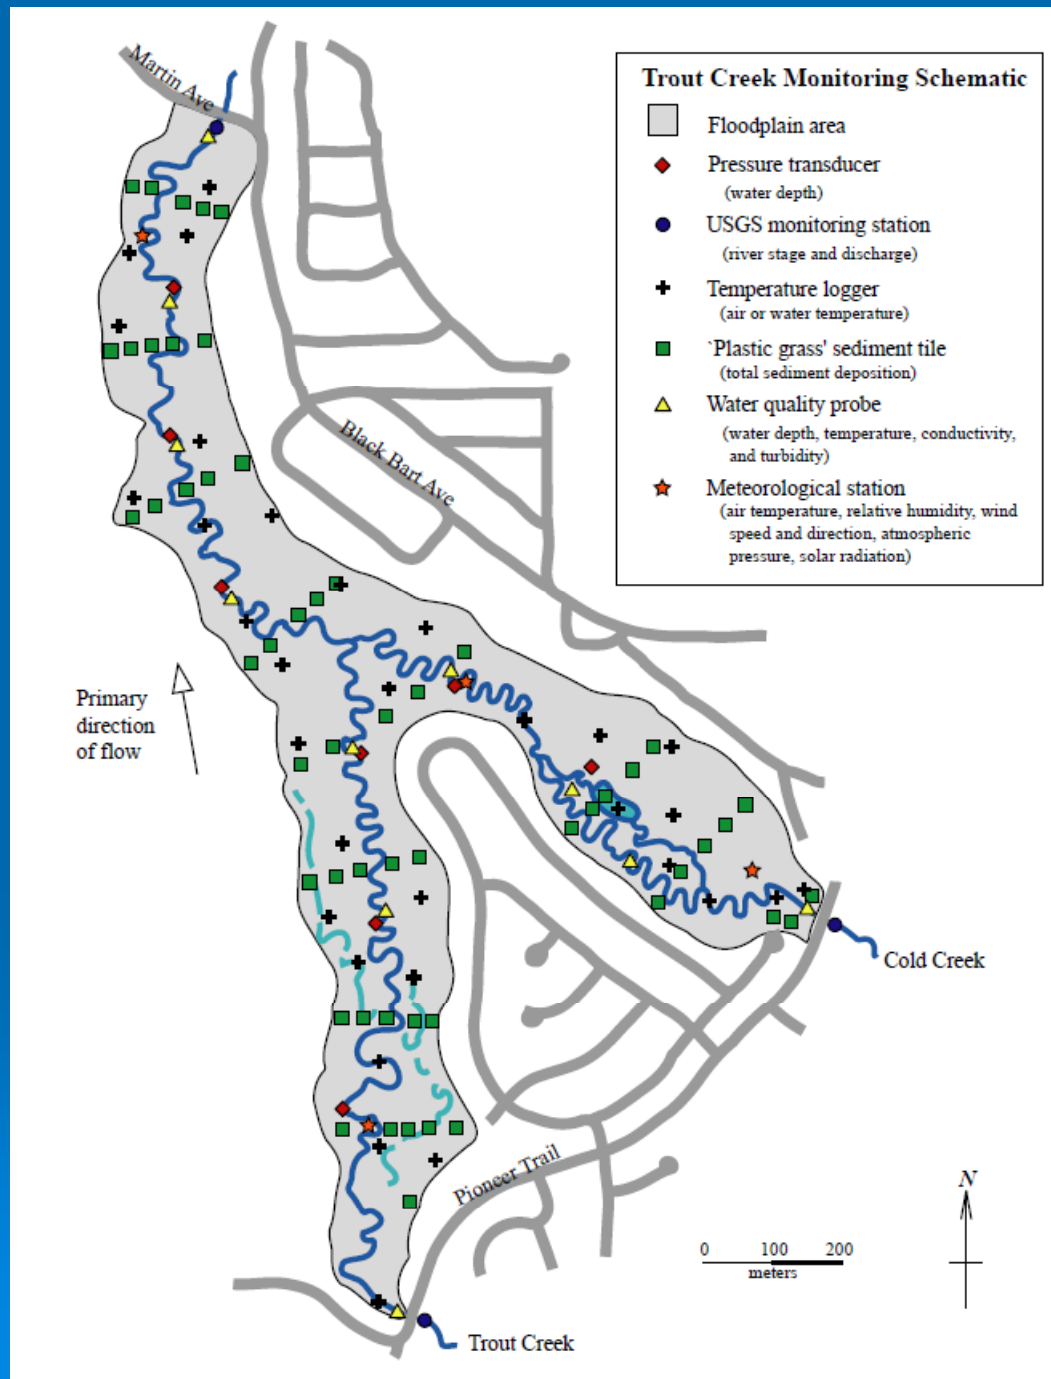 Martin Ave
Trout Creek Monitoring Schematic
Floodplain area
Pressure transducer
(water depth)
USGS monitoring station
(river stage and discharge)
Temperature logger
(air or water temperature)
`Plastic grass' sediment tile
(total sediment deposition)
Water quality probe
(water depth, temperature, conductivity,
and turbidity)
Meteorological station
(air temperature, relative humidity, wind
speed and direction, atmospheric
pressure, solar radiation)
Black Bart Ave
Primary
direction
of flow
Cold Creek
Pioneer Trail
N
0 100 200
meters
Trout Creek